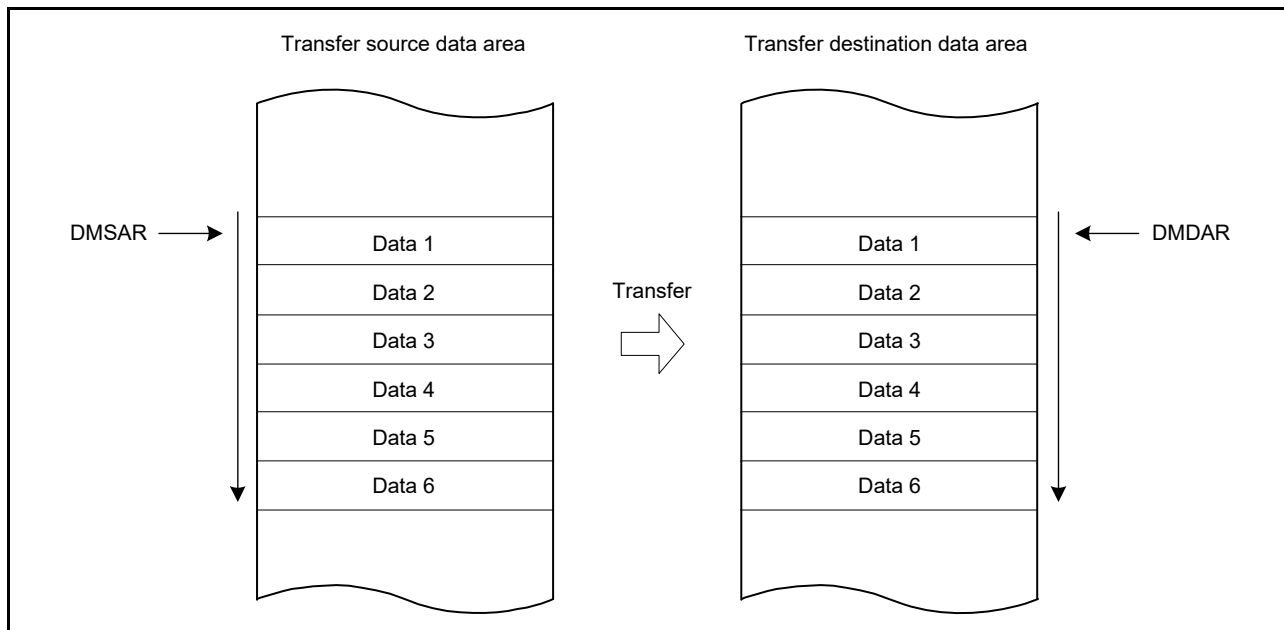 Transfer source data area
Transfer destination data area
DMSAR
Data 1
Data 2
Data 3
Data 4
Data 5
Data 6
Transfer
Data 1
Data 2
Data 3
Data 4
Data 5
Data 6
DMDAR